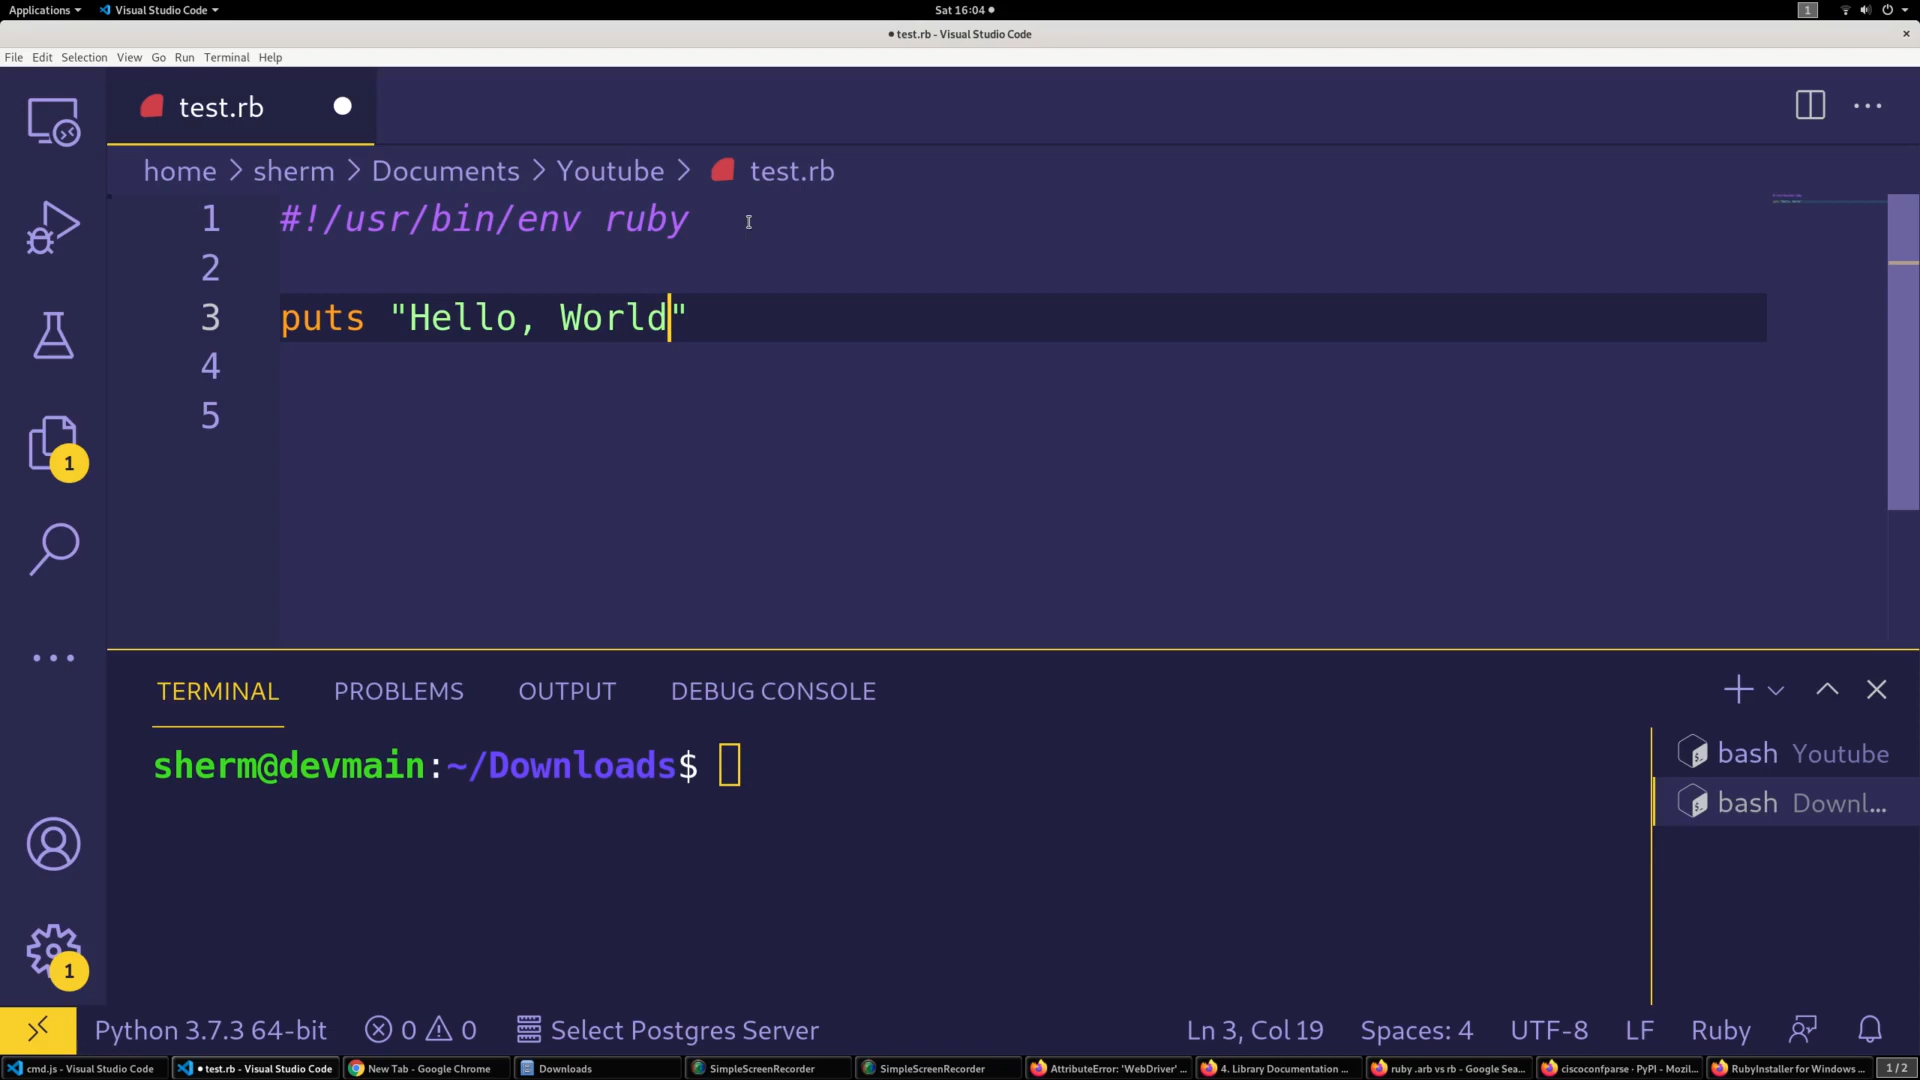 Applications Visual Studio Code Sat 16:04 1
test.rb - Visual Studio Code
File Edit Selection View Go Run Terminal Help
test.rb
home > sherm > Documents > Youtube > test.rb
1 #!/usr/bin/env ruby
2
3 puts "Hello, World"
4
5
1
TERMINAL PROBLEMS OUTPUT DEBUG CONSOLE
sherm@devmain:~/Downloads$
bash Youtube
bash Downl...
1
Python 3.7.3 64-bit 0 0 Select Postgres Server Ln 3, Col 19 Spaces: 4 UTF-8 LF Ruby
cmd.js - Visual Studio Code test.rb - Visual Studio Code New Tab - Google Chrome Downloads SimpleScreenRecorder SimpleScreenRecorder AttributeError: 'WebDriver' ... 4. Library Documentation ... ruby .arb vs rb - Google Sea... ciscoconfparse · PyPI - Mozil... RubyInstaller for Windows ... 1 / 2